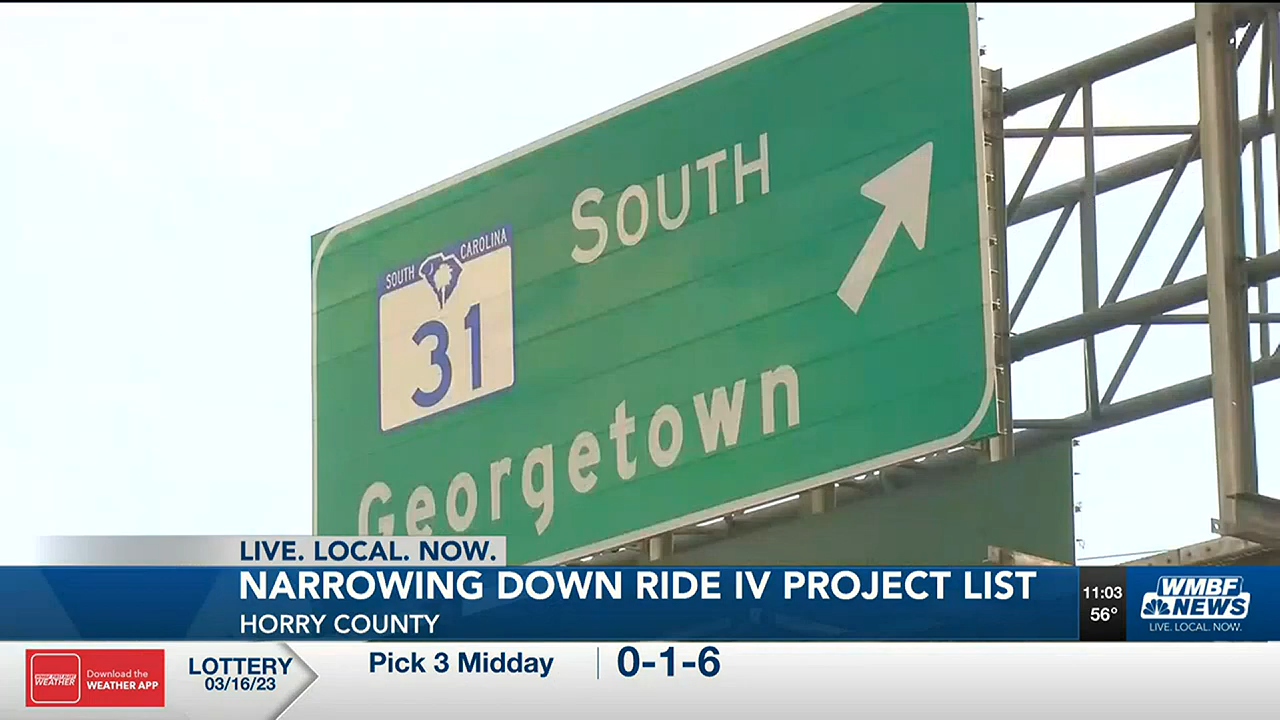 SOUTH CAROLINA
31
SOUTH
Georgetown
LIVE. LOCAL. NOW.
NARROWING DOWN RIDE IV PROJECT LIST
HORRY COUNTY
11:03
56°
WMBF
NEWS
LIVE. LOCAL. NOW.
Download the
WEATHER APP
LOTTERY
03/16/23
Pick 3 Midday
0-1-6